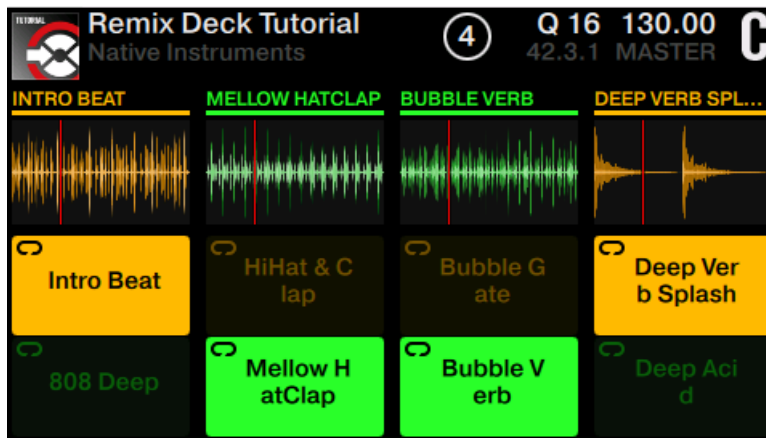 TUTORIAL
Remix Deck Tutorial
Native Instruments
4
Q 16 130.00
42.3.1 MASTER
C
INTRO BEAT
MELLOW HATCLAP
BUBBLE VERB
DEEP VERB SPL...
Intro Beat
HiHat & C
lap
Bubble G
ate
Deep Ver
b Splash
808 Deep
Mellow H
atClap
Bubble V
erb
Deep Aci
d